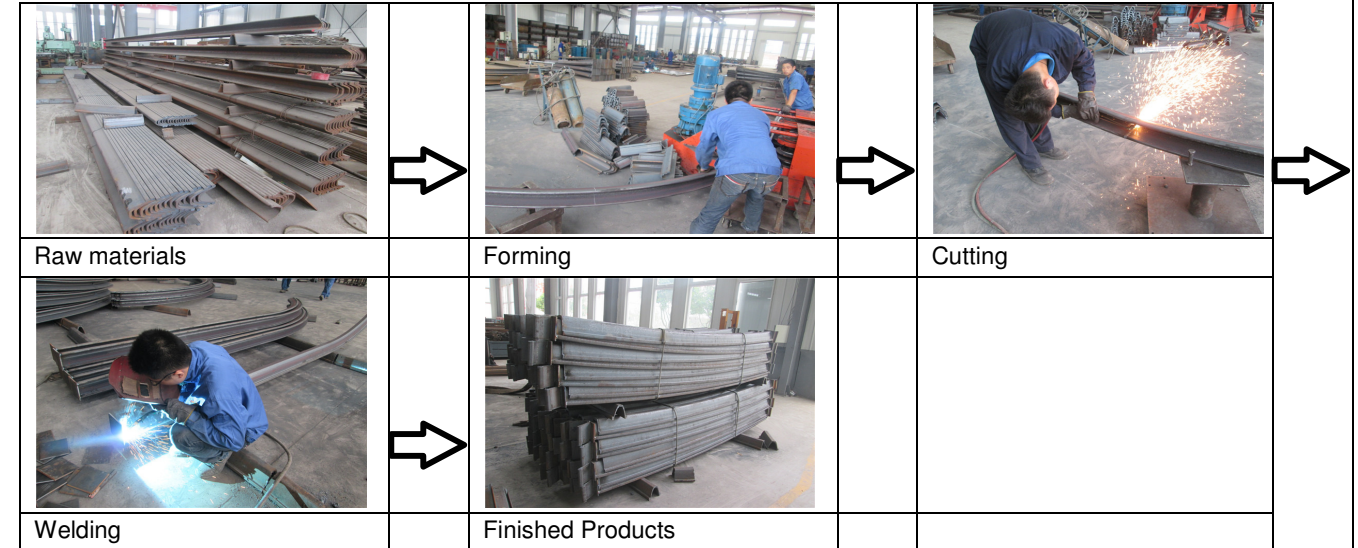 Raw materials
Forming
Cutting
Welding
Finished Products